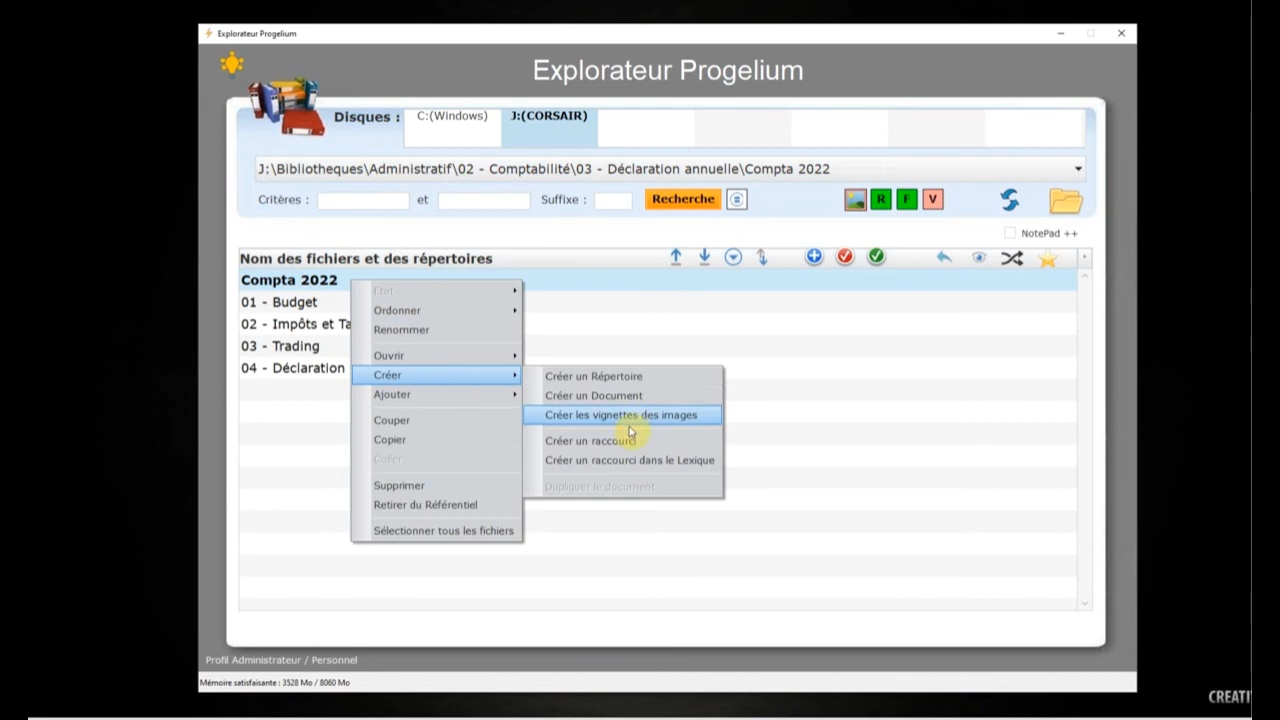 Explorateur Progelium
Explorateur Progelium
Disques : C:(Windows) J:(CORSAIR)
J:\Bibliotheques\Administratif\02 - Comptabilité\03 - Déclaration annuelle\Compta 2022
Critères : et Suffixe : Recherche R F V
NotePad ++
Nom des fichiers et des répertoires
Compta 2022
01 - Budget
02 - Impôts et Ta
03 - Trading
04 - Déclaration
Etat
Ordonner
Renommer
Ouvrir
Créer
Ajouter
Couper
Copier
Coller
Supprimer
Retirer du Référentiel
Sélectionner tous les fichiers
Créer un Répertoire
Créer un Document
Créer les vignettes des images
Créer un raccourci
Créer un raccourci dans le Lexique
Dupliquer le document
Profil Administrateur / Personnel
Mémoire satisfaisante : 3528 Mo / 8060 Mo
CREATI